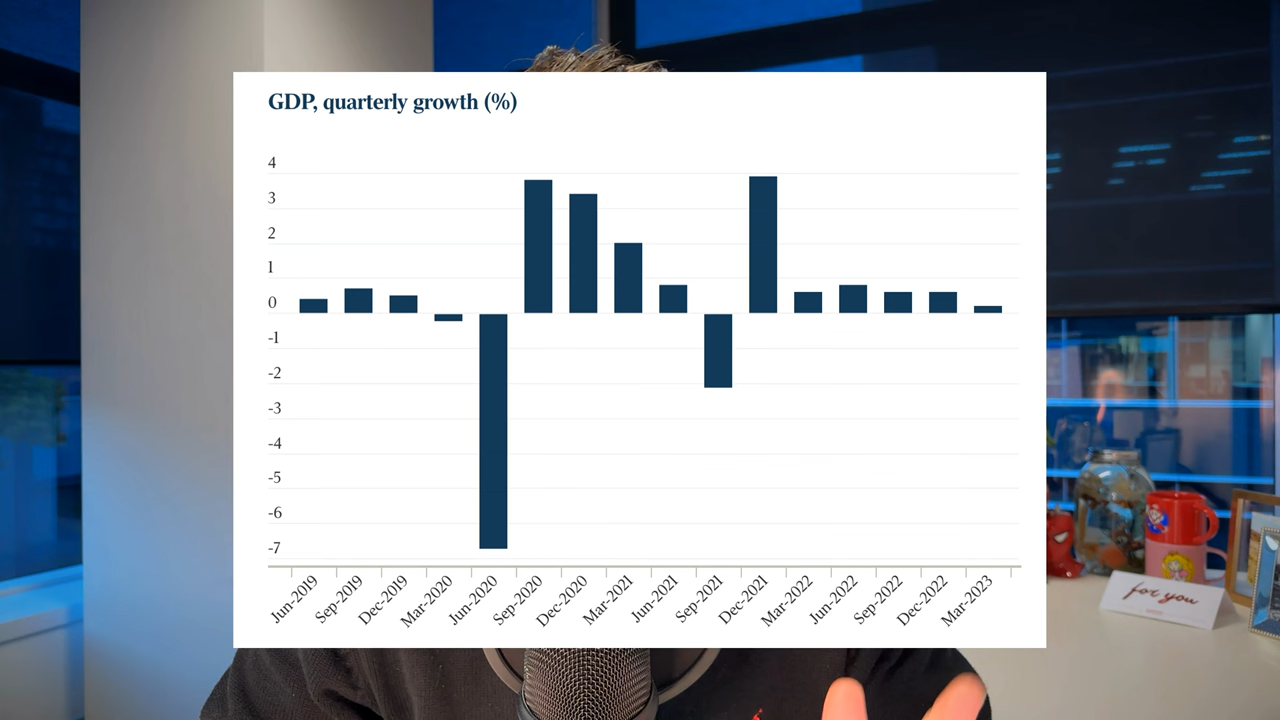 GDP, quarterly growth (%)
4
3
2
1
0
-1
-2
-3
-4
-5
-6
-7
Jun-2019
Sep-2019
Dec-2019
Mar-2020
Jun-2020
Sep-2020
Dec-2020
Mar-2021
Jun-2021
Sep-2021
Dec-2021
Mar-2022
Jun-2022
Sep-2022
Dec-2022
Mar-2023
for you